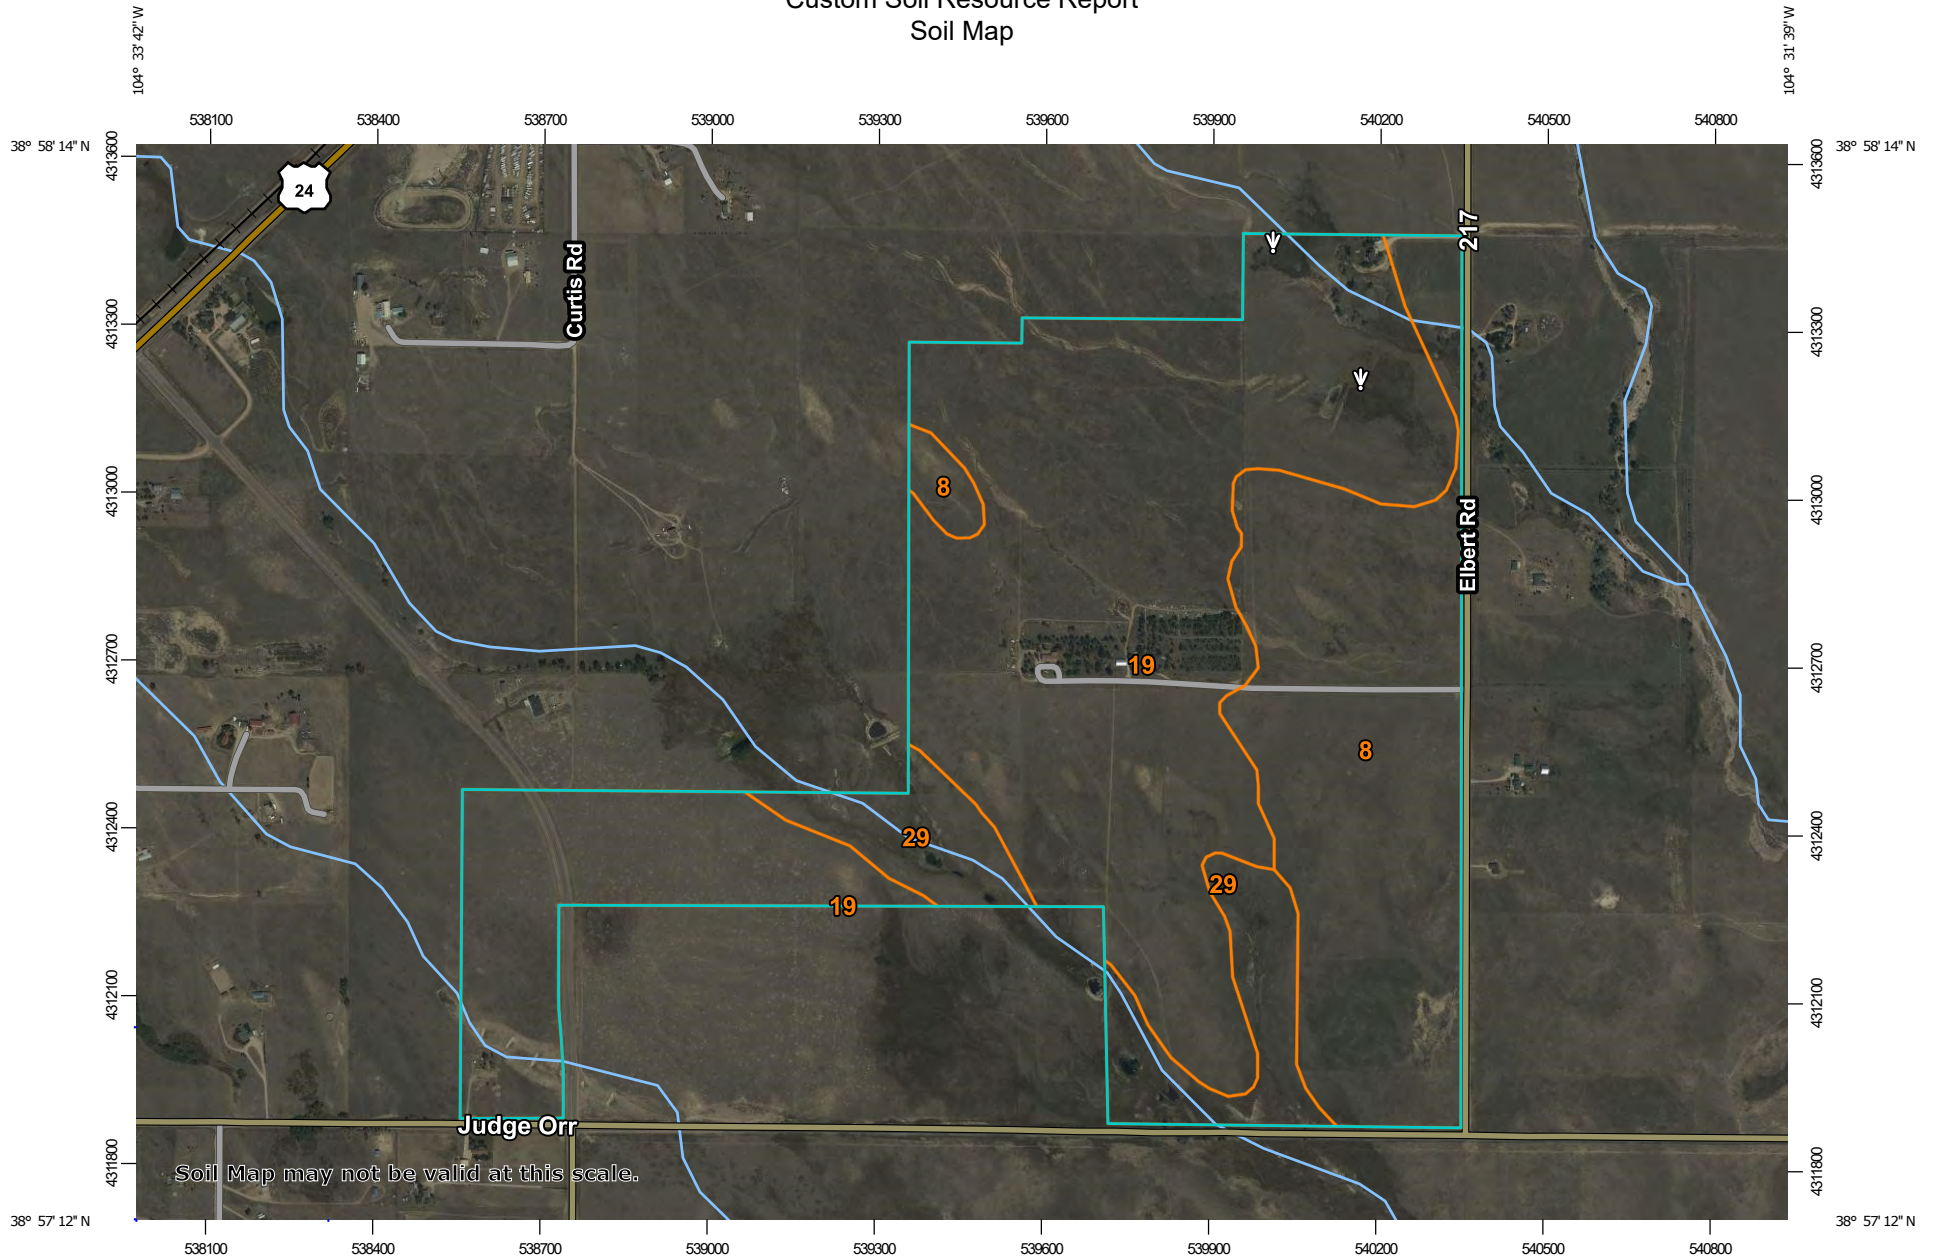 Custom Soil Resource Report
Soil Map
104° 33' 42" W
104° 31' 39" W
538100 538400 538700 539000 539300 539600 539900 540200 540500 540800
38° 58' 14" N
38° 58' 14" N
4313600
4313600
24
217
Curtis Rd
4313300
4313300
8
4313000
4313000
Elbert Rd
4312700
4312700
19
8
4312400
4312400
29
29
19
4312100
4312100
Judge Orr
4311800
4311800
Soil Map may not be valid at this scale.
38° 57' 12" N
38° 57' 12" N
538100 538400 538700 539000 539300 539600 539900 540200 540500 540800